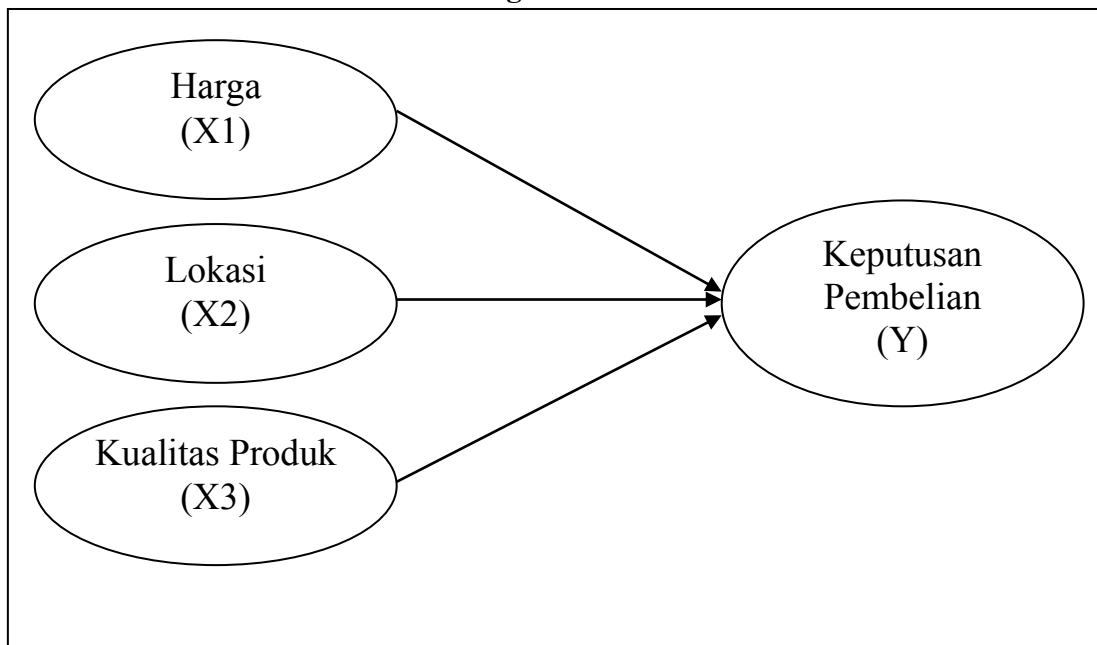 Harga
(X1)
Lokasi
(X2)
Kualitas Produk
(X3)
Keputusan
Pembelian
(Y)